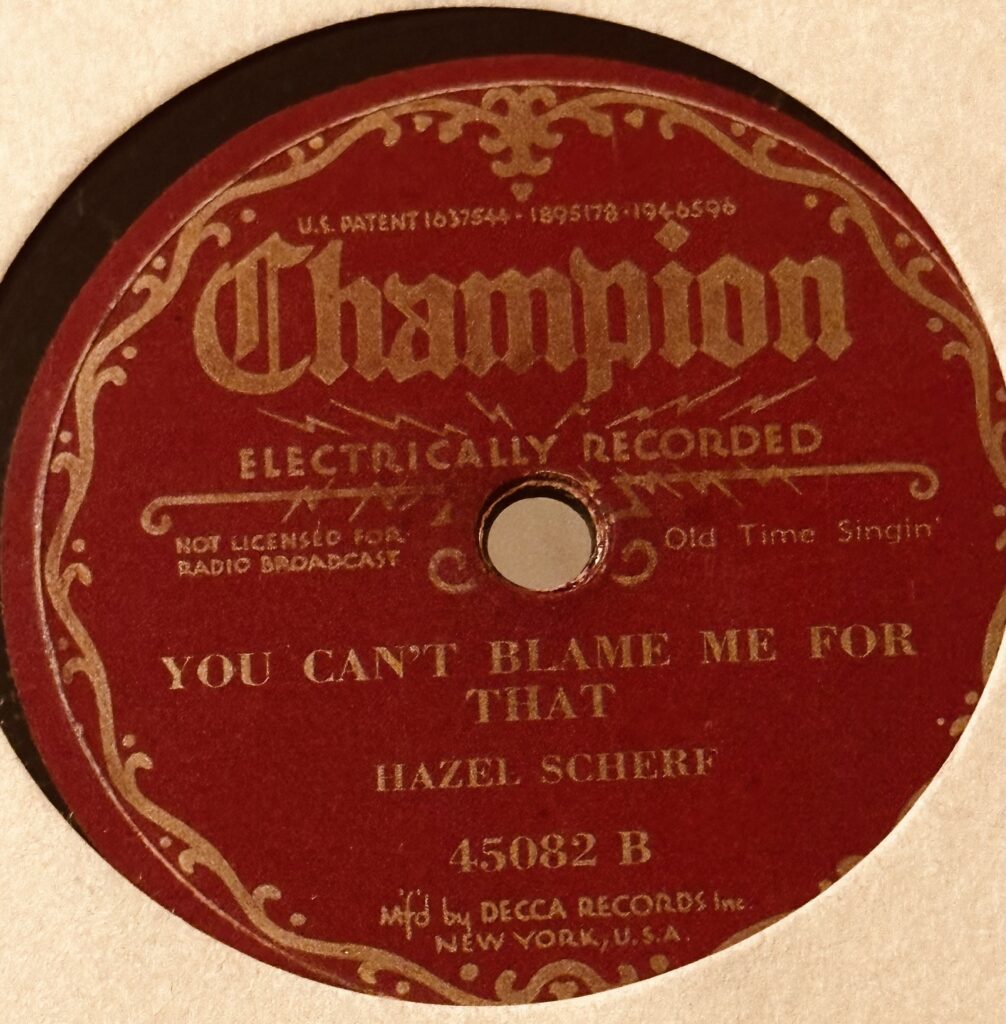 U.S. PATENT 1637544 · 1895178 · 1946596
Champion
ELECTRICALLY RECORDED
NOT LICENSED FOR
RADIO BROADCAST
Old Time Singin'
YOU CAN'T BLAME ME FOR
THAT
HAZEL SCHERF
45082 B
M'f'd by DECCA RECORDS Inc.
NEW YORK, U.S.A.